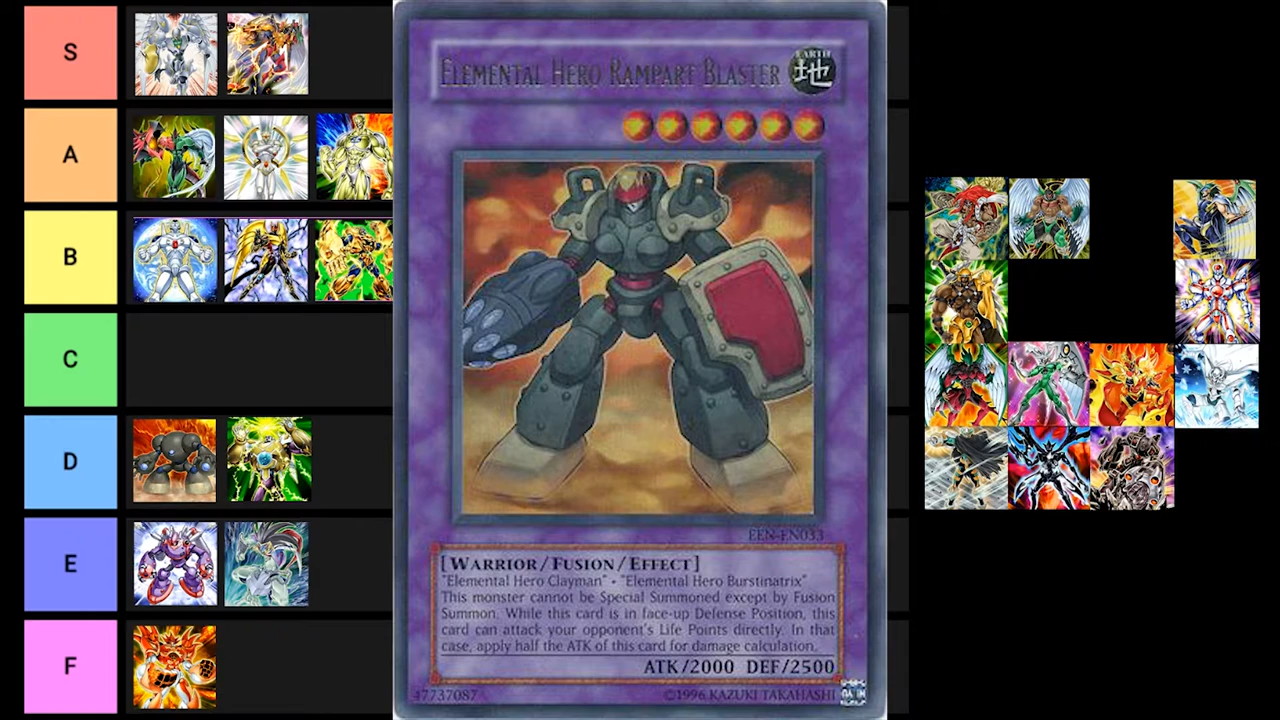 S
A
B
C
D
E
F
ELEMENTAL HERO RAMPART BLASTER
EARTH
地
EEN-EN033
[WARRIOR/FUSION/EFFECT]
"Elemental Hero Clayman" + "Elemental Hero Burstinatrix"
This monster cannot be Special Summoned except by Fusion
Summon. While this card is in face-up Defense Position, this
card can attack your opponent's Life Points directly. In that
case, apply half the ATK of this card for damage calculation.
ATK/2000 DEF/2500
47737087
©1996 KAZUKI TAKAHASHI